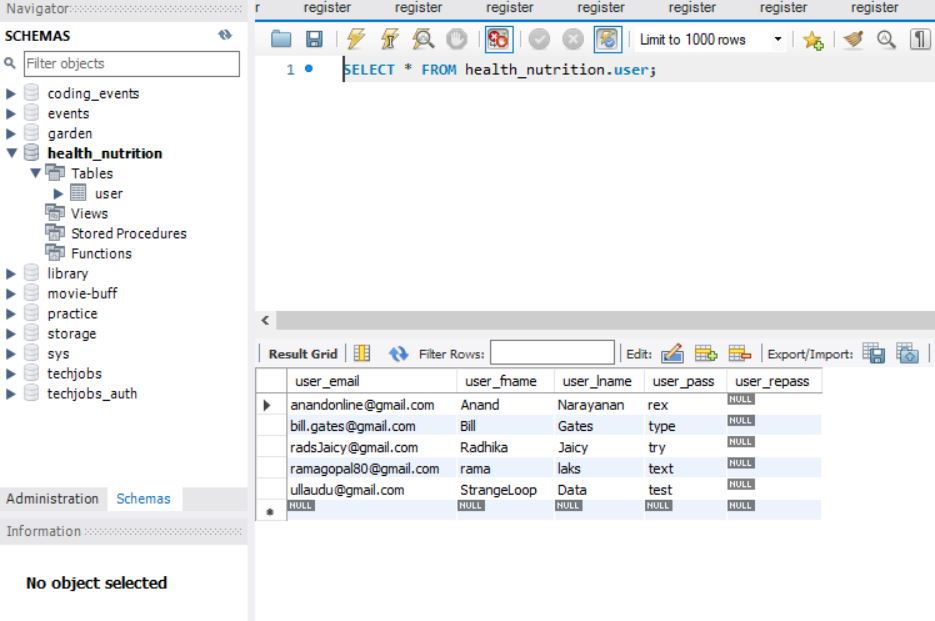 Navigator
r register register register register register register register
SCHEMAS
Filter objects
Limit to 1000 rows
1 SELECT * FROM health_nutrition.user;
coding_events
events
garden
health_nutrition
Tables
user
Views
Stored Procedures
Functions
library
movie-buff
practice
storage
sys
techjobs
techjobs_auth
Administration Schemas
Information
No object selected
Result Grid Filter Rows: Edit: Export/Import:
user_email user_fname user_lname user_pass user_repass
anandonline@gmail.com Anand Narayanan rex NULL
bill.gates@gmail.com Bill Gates type NULL
radsJaicy@gmail.com Radhika Jaicy try NULL
ramagopal80@gmail.com rama laks text NULL
ullaudu@gmail.com StrangeLoop Data test NULL
NULL NULL NULL NULL NULL